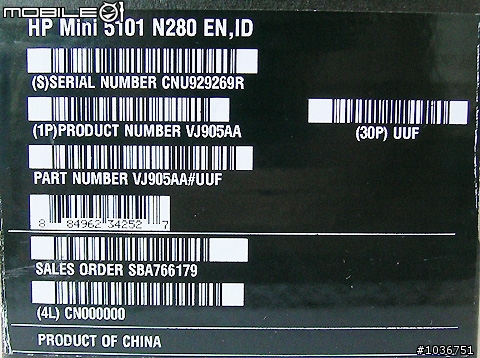 MOBILE01
HP Mini 5101 N280 EN,ID
(S)SERIAL NUMBER CNU929269R
(1P)PRODUCT NUMBER VJ905AA
(30P) UUF
PART NUMBER VJ905AA#UUF
8 84962 34252 7
SALES ORDER SBA766179
(4L) CN000000
PRODUCT OF CHINA
#1036751